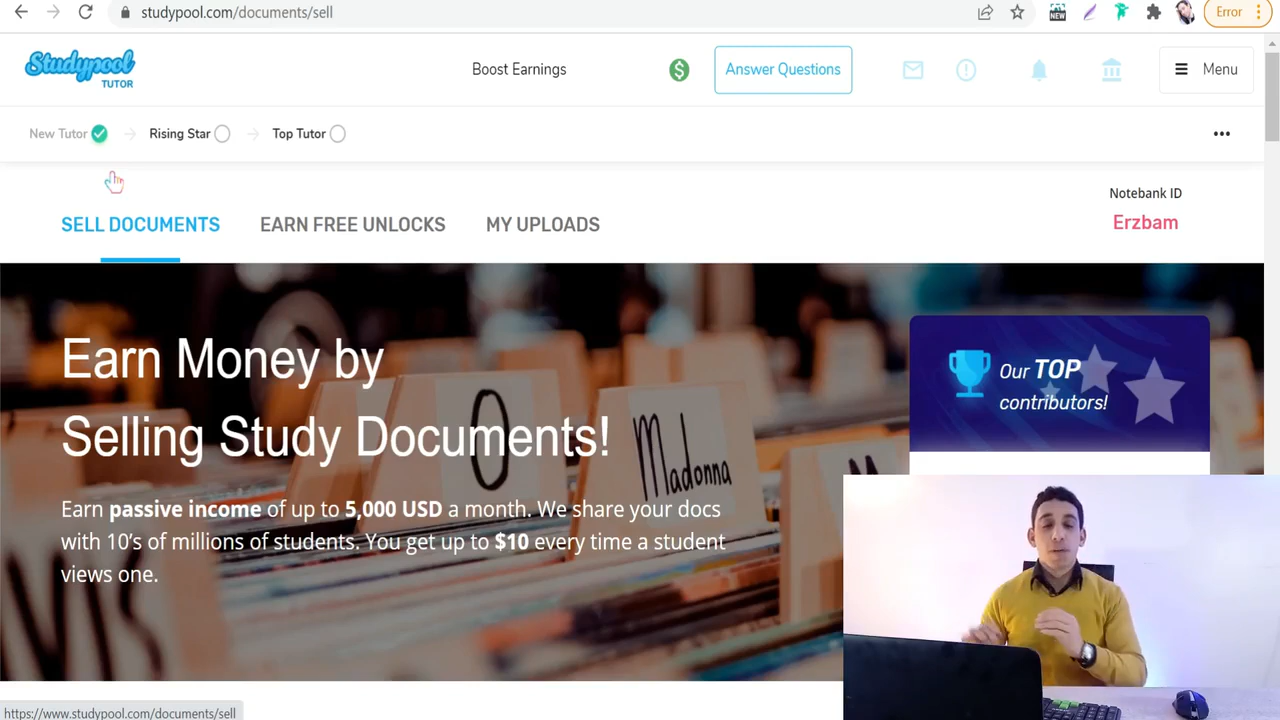 studypool.com/documents/sell
NEW
Error
Studypool
TUTOR
Boost Earnings
$
Answer Questions
Menu
New Tutor
Rising Star
Top Tutor
Notebank ID
Erzbam
SELL DOCUMENTS
EARN FREE UNLOCKS
MY UPLOADS
Earn Money by
Selling Study Documents!
O
Madonna
M
Earn passive income of up to 5,000 USD a month. We share your docs
with 10's of millions of students. You get up to $10 every time a student
views one.
Our TOP
contributors!
https://www.studypool.com/documents/sell